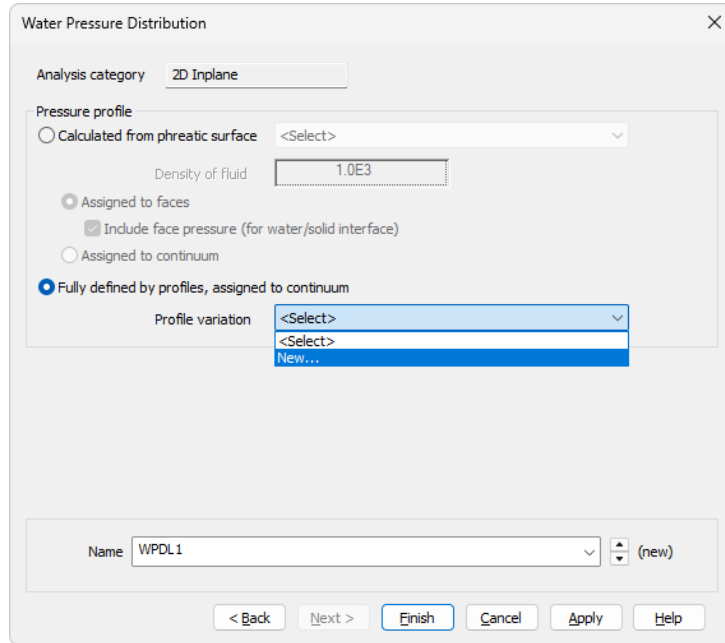 Water Pressure Distribution
Analysis category 2D Inplane
Pressure profile
Calculated from phreatic surface <Select>
Density of fluid 1.0E3
Assigned to faces
Include face pressure (for water/solid interface)
Assigned to continuum
Fully defined by profiles, assigned to continuum
Profile variation <Select>
<Select>
New...
Name WPDL1 (new)
< Back Next > Finish Cancel Apply Help